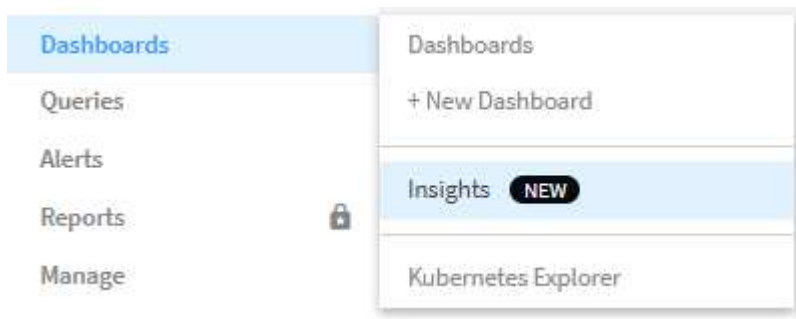 Dashboards
Queries
Alerts
Reports
Manage
Dashboards
+ New Dashboard
Insights NEW
Kubernetes Explorer